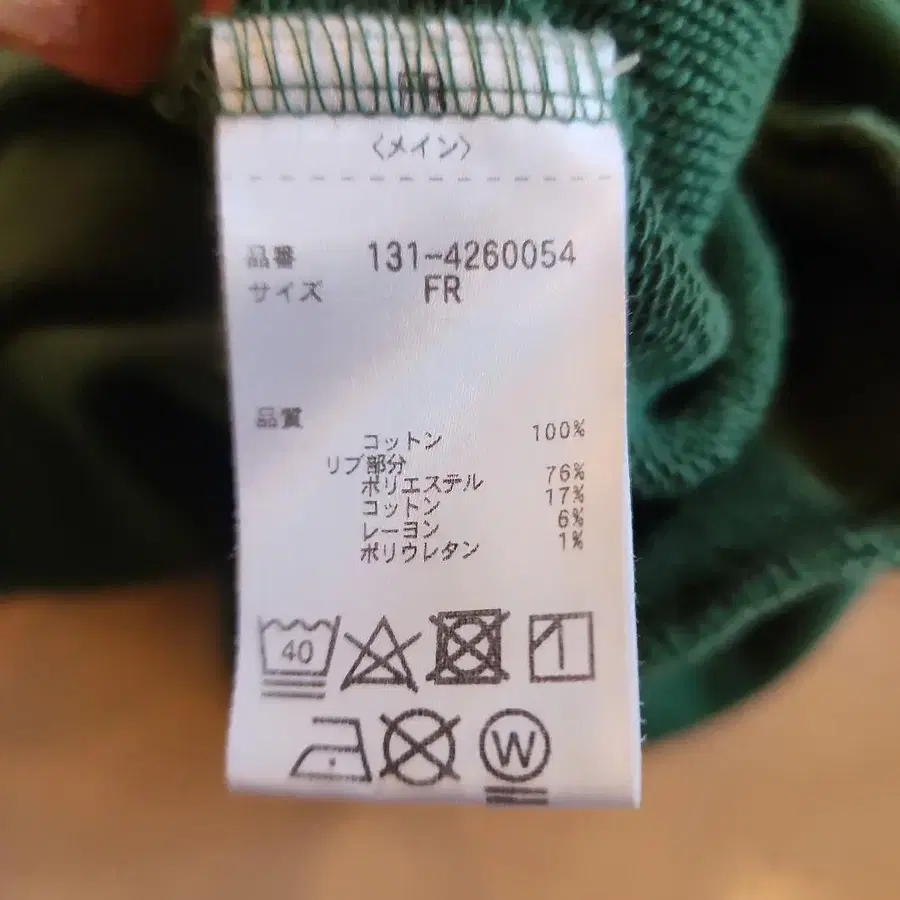 〈メイン〉
品番 131-4260054
サイズ FR
品質
コットン 100%
リブ部分
ポリエステル 76%
コットン 17%
レーヨン 6%
ポリウレタン 1%
40
W